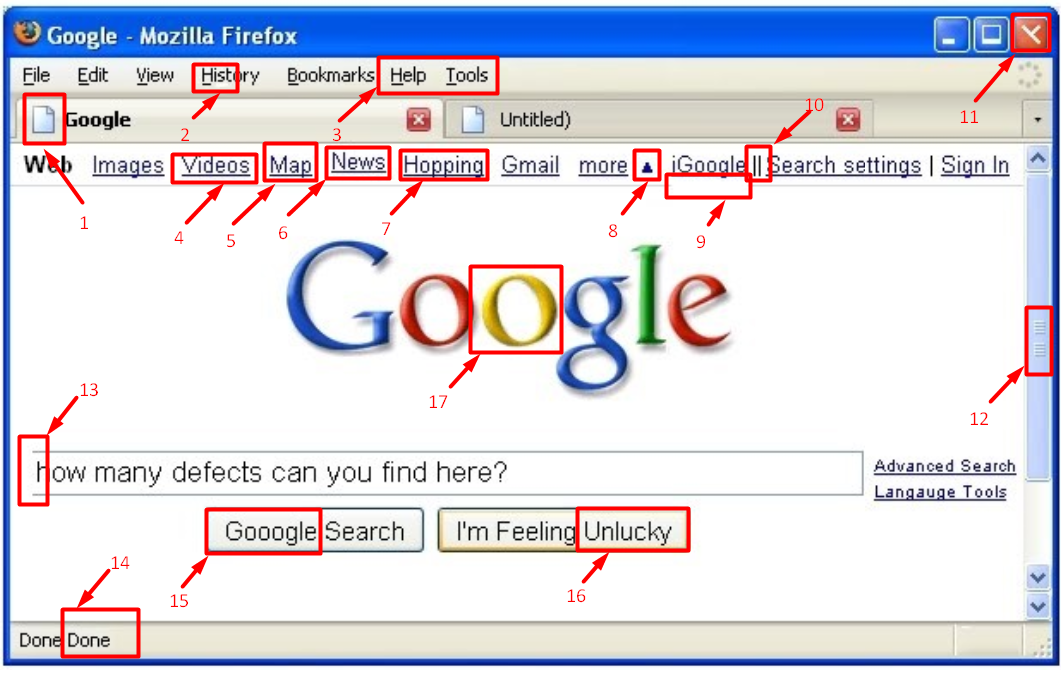 Google - Mozilla Firefox
File Edit View History Bookmarks Help Tools
2 3 10 11
Google Untitled)
Web Images Videos Map News Hopping Gmail more ▲ iGoogle || Search settings | Sign In
1 4 5 6 7 8 9
Google
17 12
13
how many defects can you find here?
Advanced Search
Langauge Tools
Gooogle Search I'm Feeling Unlucky
14 15 16
Done Done